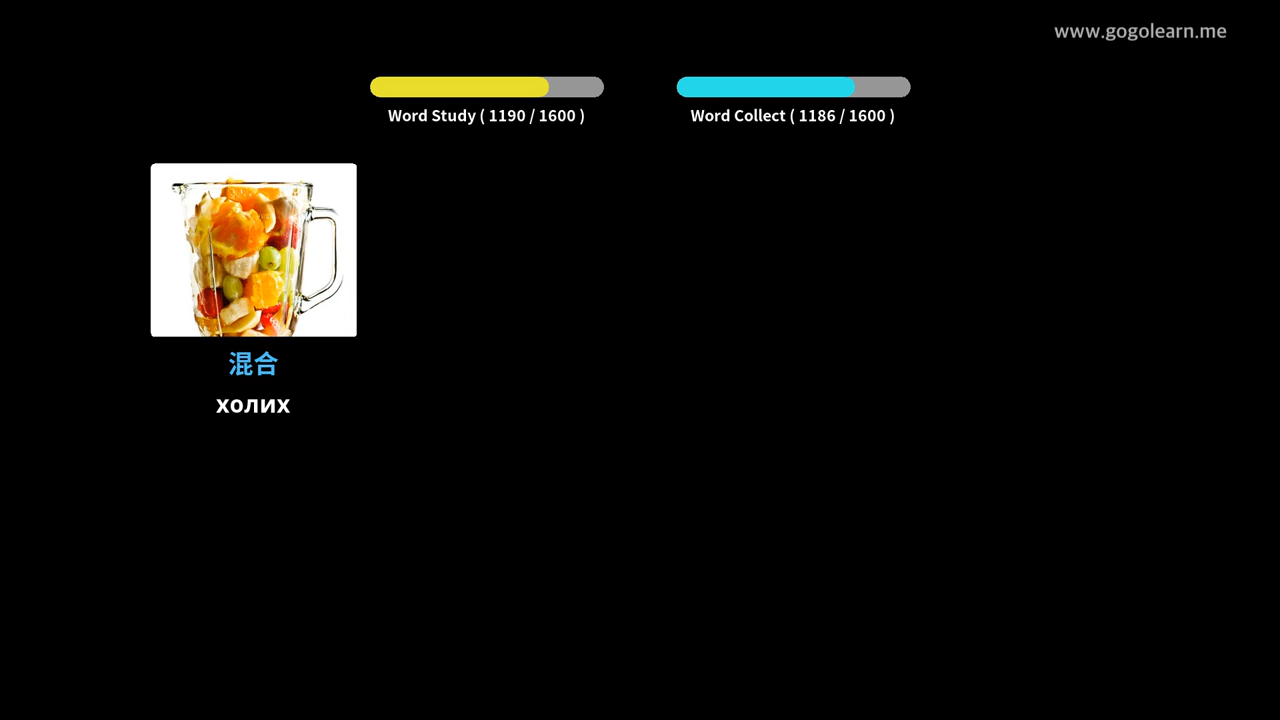 www.gogolearn.me
Word Study ( 1190 / 1600 )
Word Collect ( 1186 / 1600 )
混合
холих